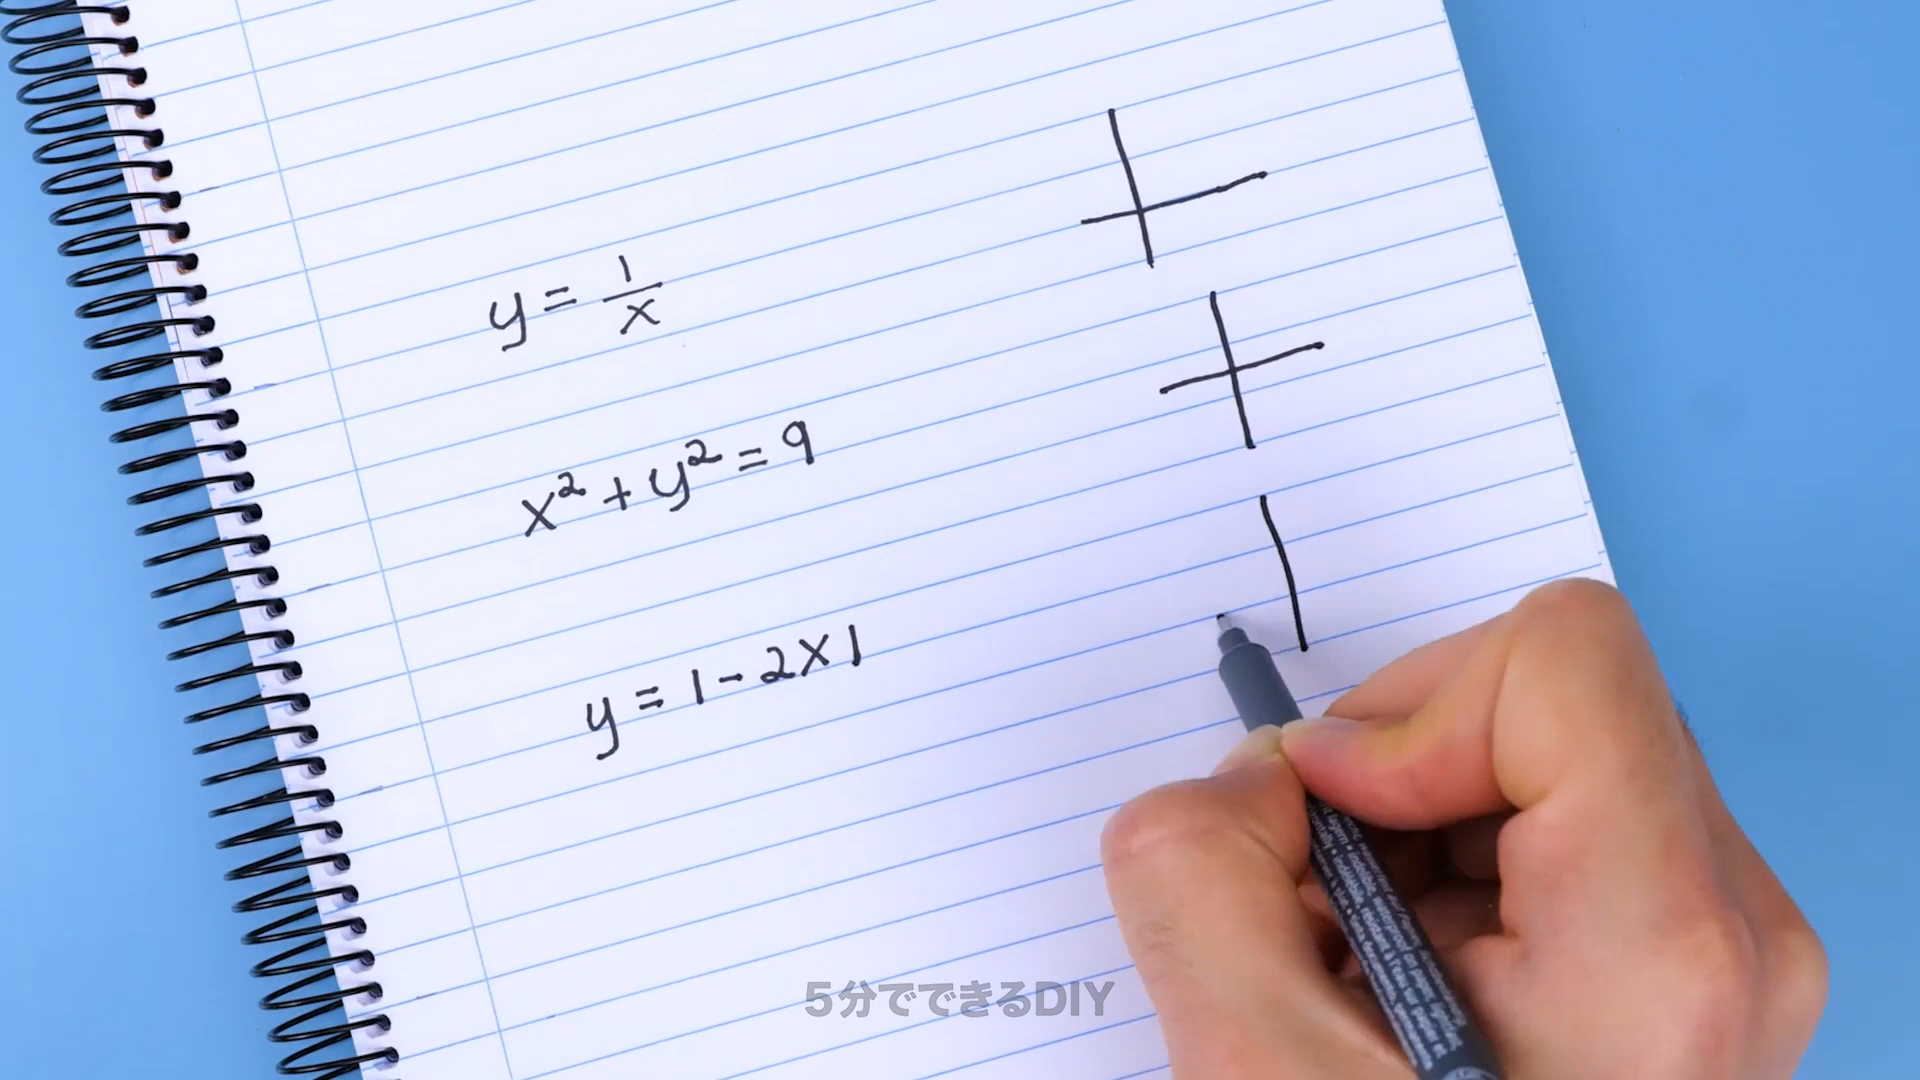 y = 1/x
x² + y² = 9
y = 1 - 2x1
5分でできるDIY